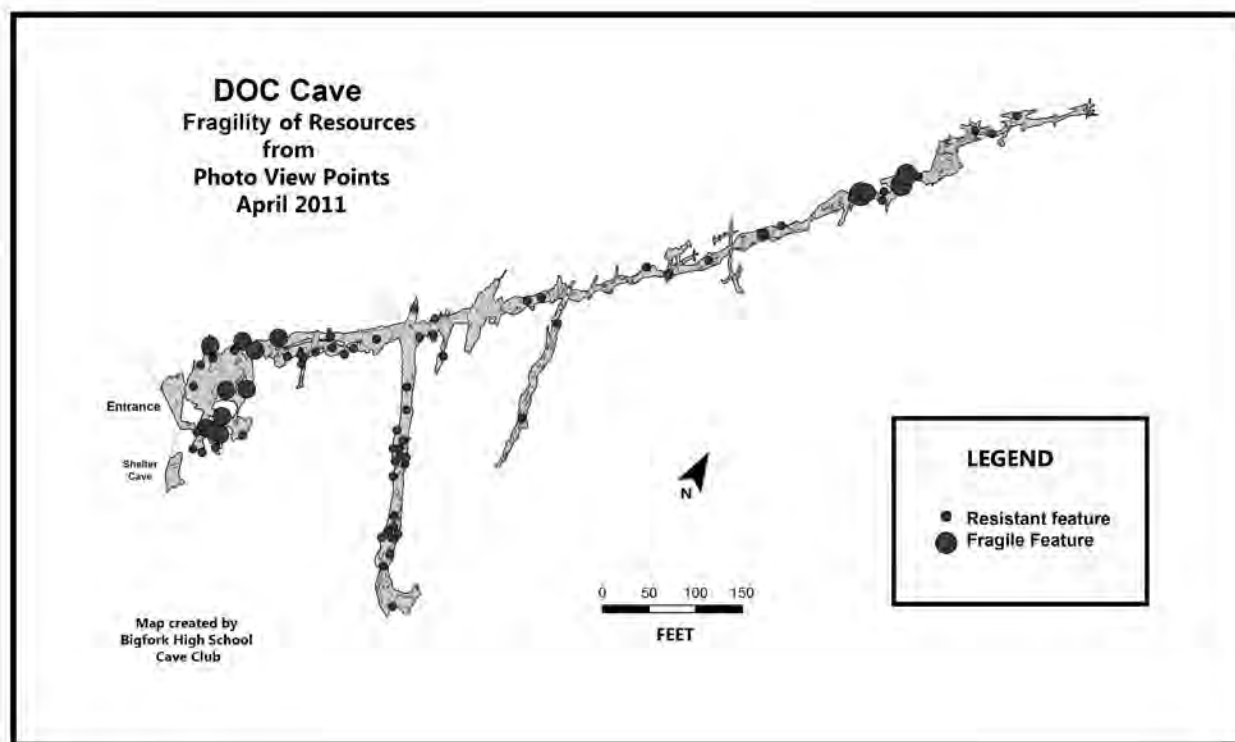 DOC Cave
Fragility of Resources
from
Photo View Points
April 2011
Entrance
Shelter
Cave
N
0 50 100 150
FEET
LEGEND
Resistant feature
Fragile Feature
Map created by
Bigfork High School
Cave Club